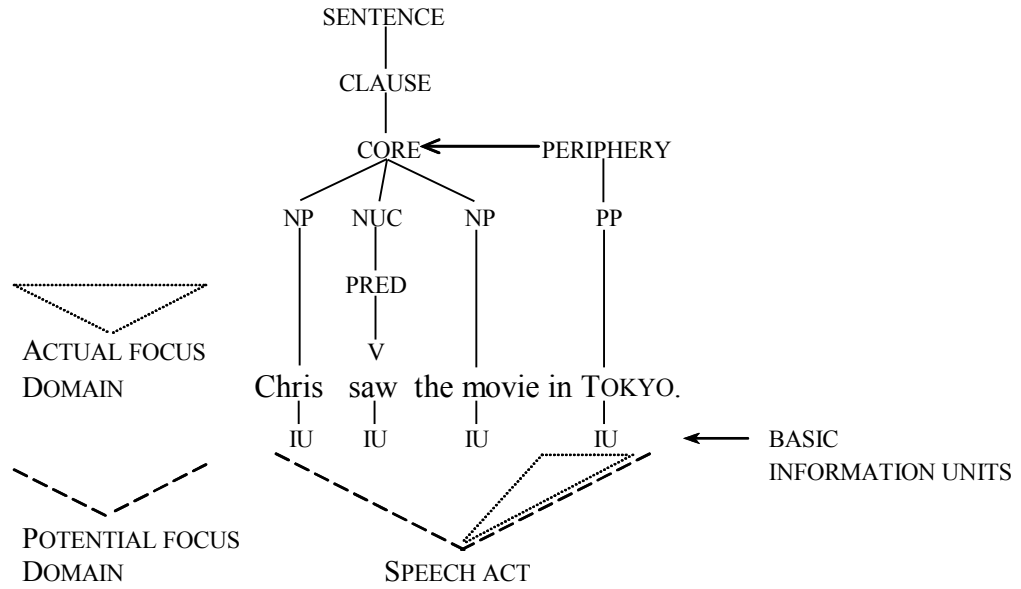 SENTENCE
CLAUSE
CORE PERIPHERY
NP NUC NP PP
PRED
V
ACTUAL FOCUS
DOMAIN
Chris saw the movie in TOKYO.
IU IU IU IU
BASIC
INFORMATION UNITS
POTENTIAL FOCUS
DOMAIN
SPEECH ACT